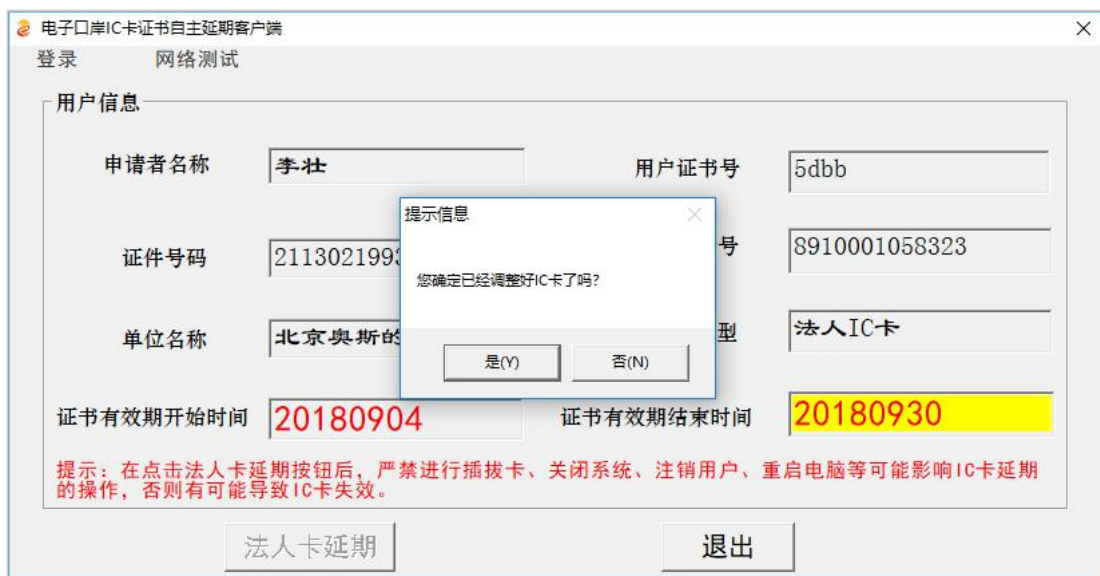 电子口岸IC卡证书自主延期客户端
登录 网络测试
用户信息
申请者名称 李壮 用户证书号 5dbb
提示信息
证件号码 2113021993 号 8910001058323
您确定已经调整好IC卡了吗?
单位名称 北京奥斯的 型 法人IC卡
是(Y) 否(N)
证书有效期开始时间 20180904 证书有效期结束时间 20180930
提示：在点击法人卡延期按钮后，严禁进行插拔卡、关闭系统、注销用户、重启电脑等可能影响IC卡延期
的操作，否则有可能导致IC卡失效。
法人卡延期 退出